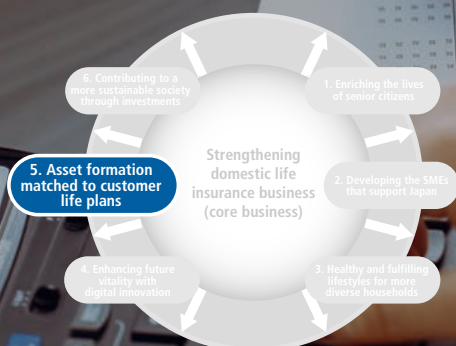 6. Contributing to a
more sustainable society
through investments
1. Enriching the lives
of senior citizens
5. Asset formation
matched to customer
life plans
Strengthening
domestic life
insurance business
(core business)
2. Developing the SMEs
that support Japan
4. Enhancing future
vitality with
digital innovation
3. Healthy and fulfilling
lifestyles for more
diverse households